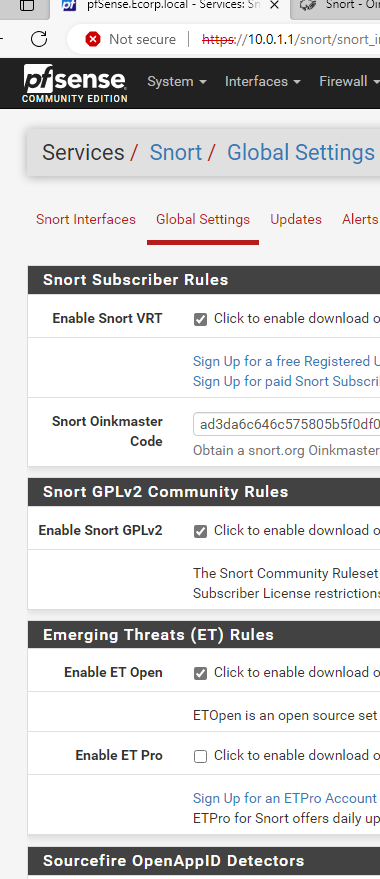 pfSense.Ecorp.local - Services: Sn
Snort - Oin
Not secure https://10.0.1.1/snort/snort_i
pfsense System Interfaces Firewall
COMMUNITY EDITION
Services / Snort / Global Settings
Snort Interfaces Global Settings Updates Alerts
Snort Subscriber Rules
Enable Snort VRT Click to enable download o
Sign Up for a free Registered U
Sign Up for paid Snort Subscri
Snort Oinkmaster
Code
ad3da6c646c575805b5f0df0
Obtain a snort.org Oinkmaster
Snort GPLv2 Community Rules
Enable Snort GPLv2 Click to enable download o
The Snort Community Ruleset
Subscriber License restrictions
Emerging Threats (ET) Rules
Enable ET Open Click to enable download o
ETOpen is an open source set
Enable ET Pro Click to enable download o
Sign Up for an ETPro Account
ETPro for Snort offers daily up
Sourcefire OpenAppID Detectors